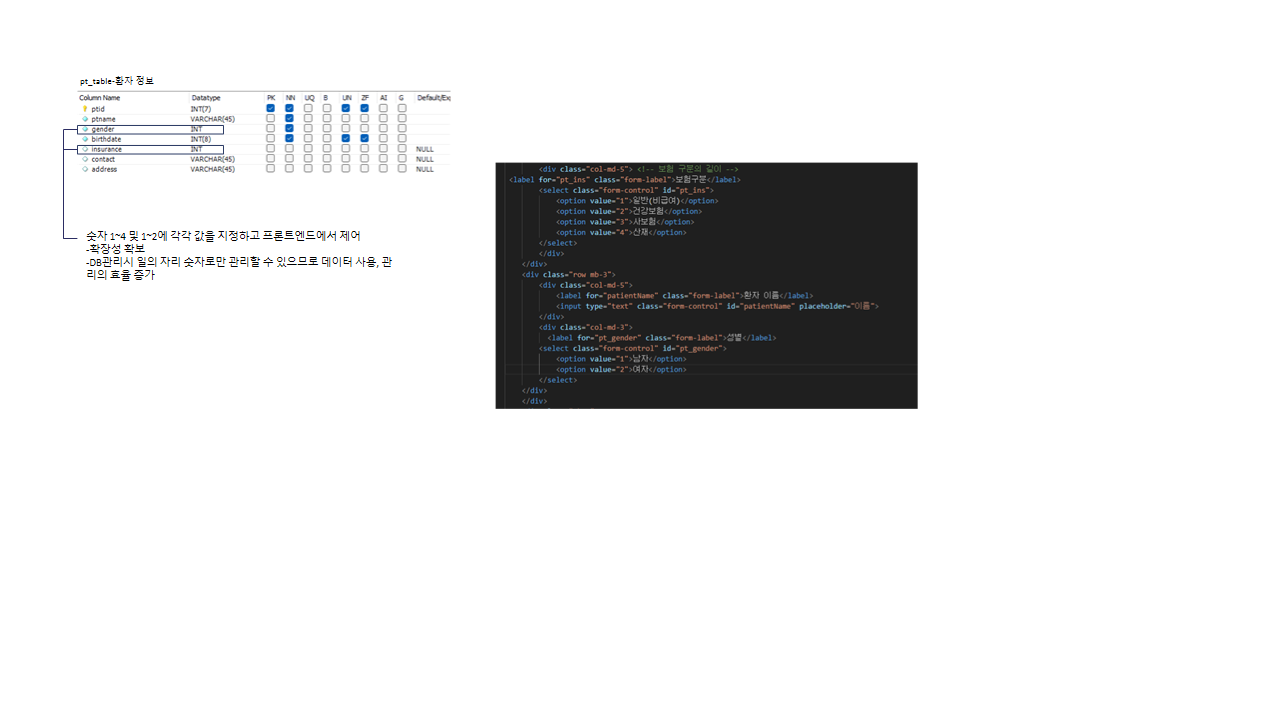 pt_table-환자 정보
Column Name Datatype PK NN UQ B UN ZF AI G Default/Exp
ptid INT(7)
ptname VARCHAR(45)
gender INT
birthdate INT(8)
insurance INT NULL
contact VARCHAR(45) NULL
address VARCHAR(45) NULL
숫자 1~4 및 1~2에 각각 값을 지정하고 프론트엔드에서 제어
-확장성 확보
-DB관리시 일의 자리 숫자로만 관리할 수 있으므로 데이터 사용, 관
리의 효율 증가
<div class="col-md-5"> <!-- 보험 구분의 길이 -->
<label for="pt_ins" class="form-label">보험구분</label>
<select class="form-control" id="pt_ins">
<option value="1">일반(비급여)</option>
<option value="2">건강보험</option>
<option value="3">사보험</option>
<option value="4">산재</option>
</select>
</div>
</div>
<div class="row mb-3">
<div class="col-md-5">
<label for="patientName" class="form-label">환자 이름</label>
<input type="text" class="form-control" id="patientName" placeholder="이름">
</div>
<div class="col-md-3">
<label for="pt_gender" class="form-label">성별</label>
<select class="form-control" id="pt_gender">
<option value="1">남자</option>
<option value="2">여자</option>
</select>
</div>
</div>